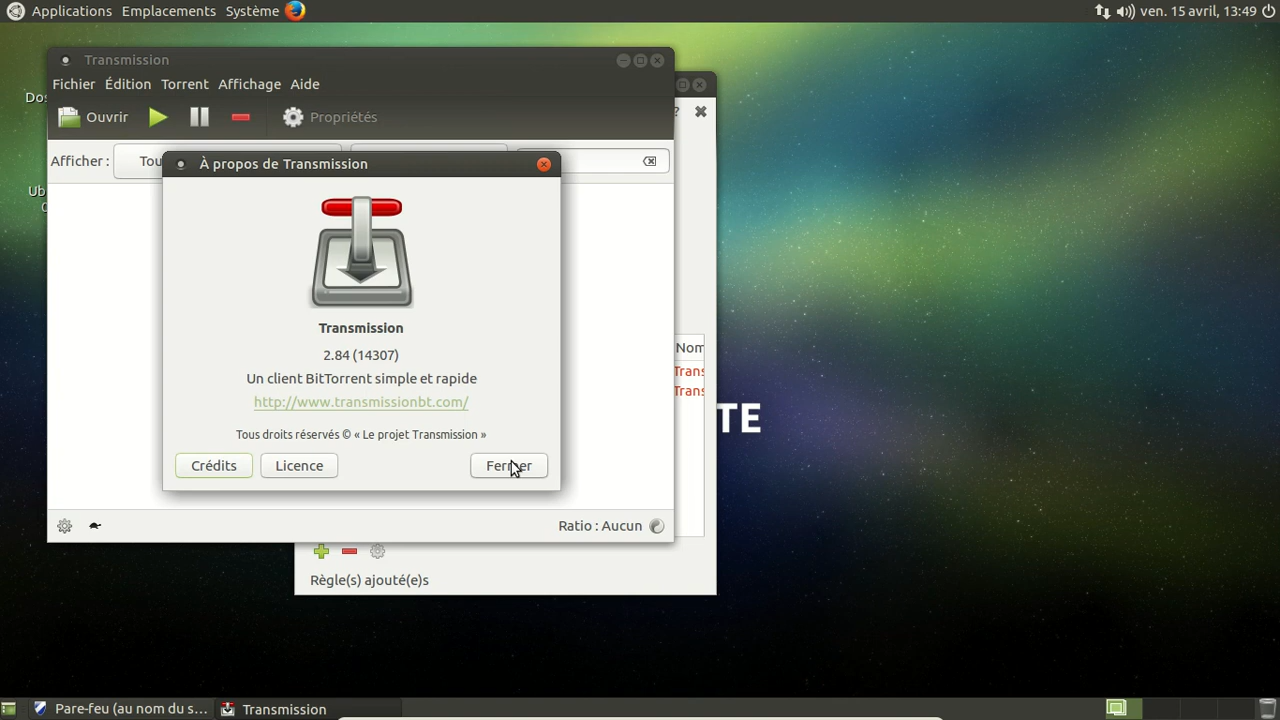 Applications Emplacements Système
ven. 15 avril, 13:49
Transmission
Fichier Édition Torrent Affichage Aide
Ouvrir Propriétés
?
Afficher :
À propos de Transmission
Transmission
2.84 (14307)
Un client BitTorrent simple et rapide
http://www.transmissionbt.com/
Tous droits réservés © « Le projet Transmission »
Crédits Licence Fermer
Nom
Trans
Trans
TE
Ratio : Aucun
Règle(s) ajouté(e)s
Pare-feu (au nom du s... Transmission